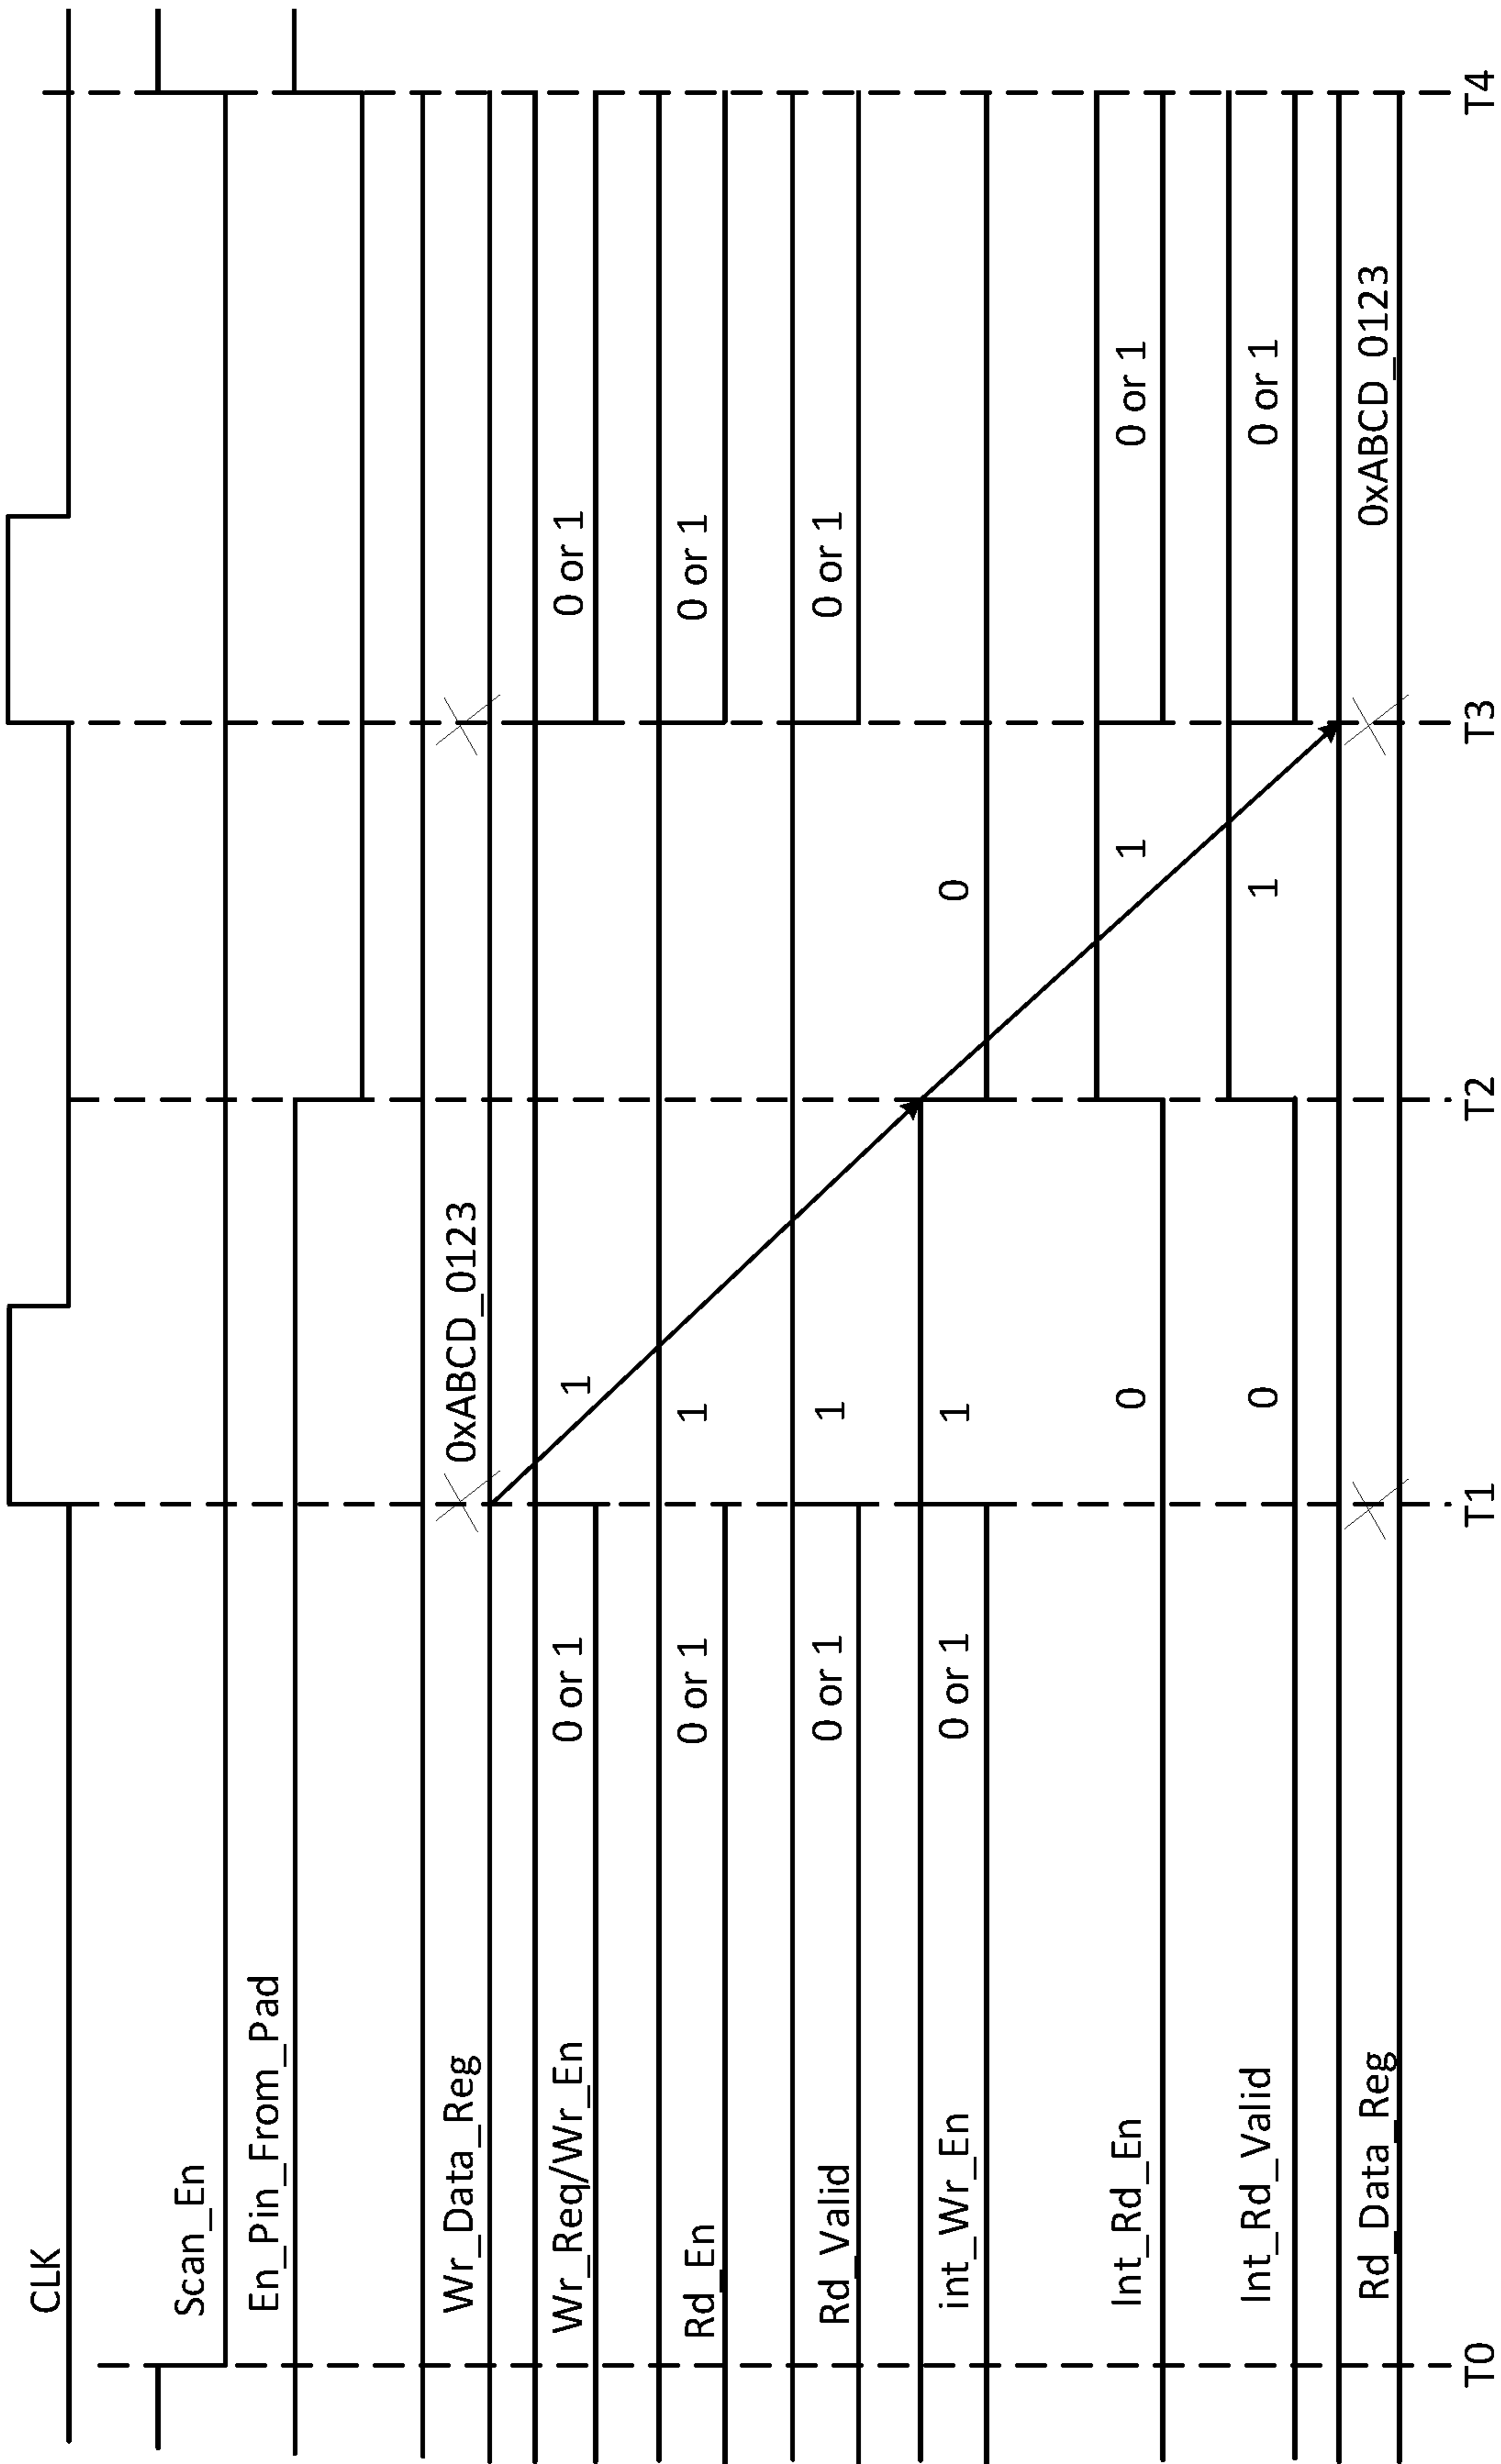 CLK
Scan_En
En_Pin_From_Pad
Wr_Data_Reg 0xABCD_0123
Wr_Req/Wr_En 0 or 1 1 0 or 1
Rd_En 0 or 1 1 0 or 1
Rd_Valid 0 or 1 1 0 or 1
int_Wr_En 0 or 1 1 0
Int_Rd_En 0 1 0 or 1
Int_Rd_Valid 0 1 0 or 1
Rd_Data_Reg 0xABCD_0123
T0 T1 T2 T3 T4